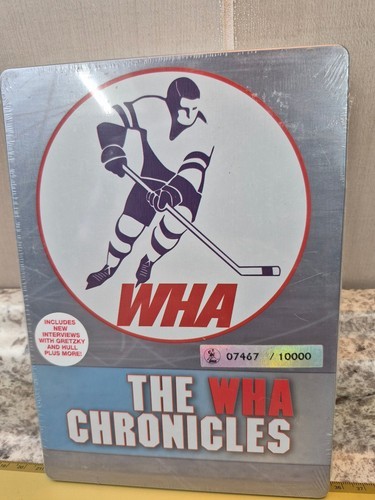 WHA
INCLUDES
NEW
INTERVIEWS
WITH GRETZKY
AND HULL
PLUS MORE!
07467 / 10000
THE WHA
CHRONICLES